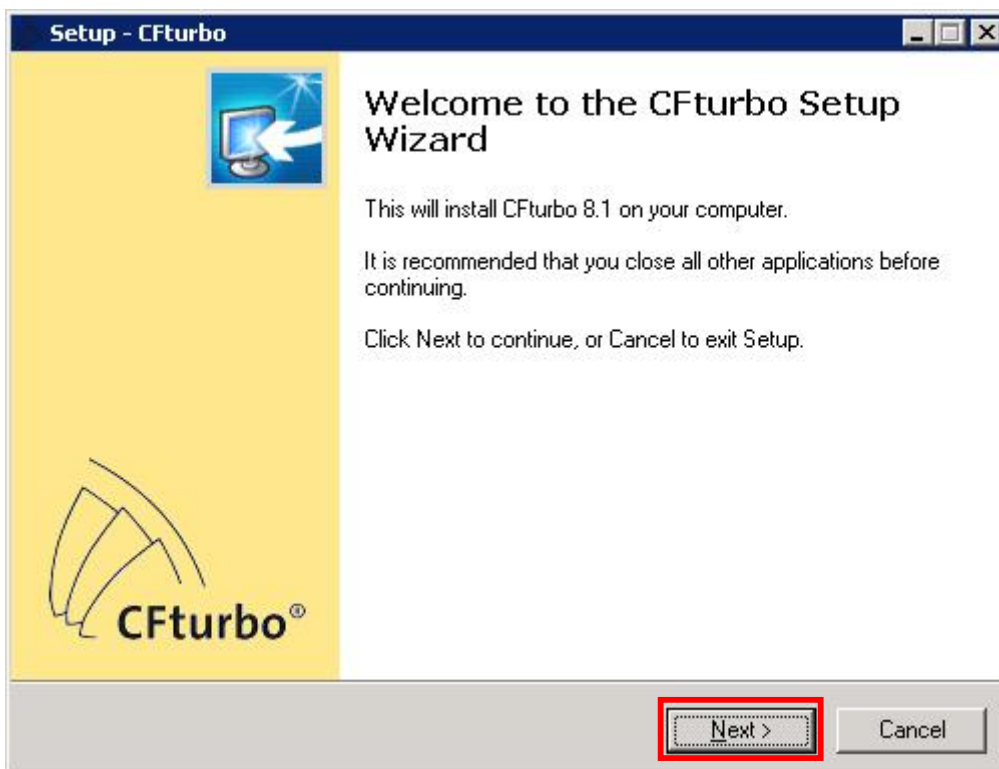 Setup - CFturbo
Welcome to the CFturbo Setup
Wizard
This will install CFturbo 8.1 on your computer.
It is recommended that you close all other applications before
continuing.
Click Next to continue, or Cancel to exit Setup.
CFturbo®
Next >
Cancel